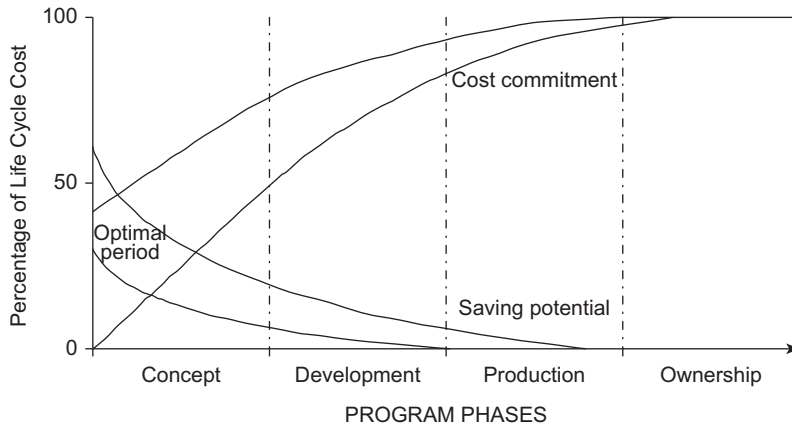 Percentage of Life Cycle Cost
100
50
0
Cost commitment
Optimal
period
Saving potential
Concept
Development
Production
Ownership
PROGRAM PHASES